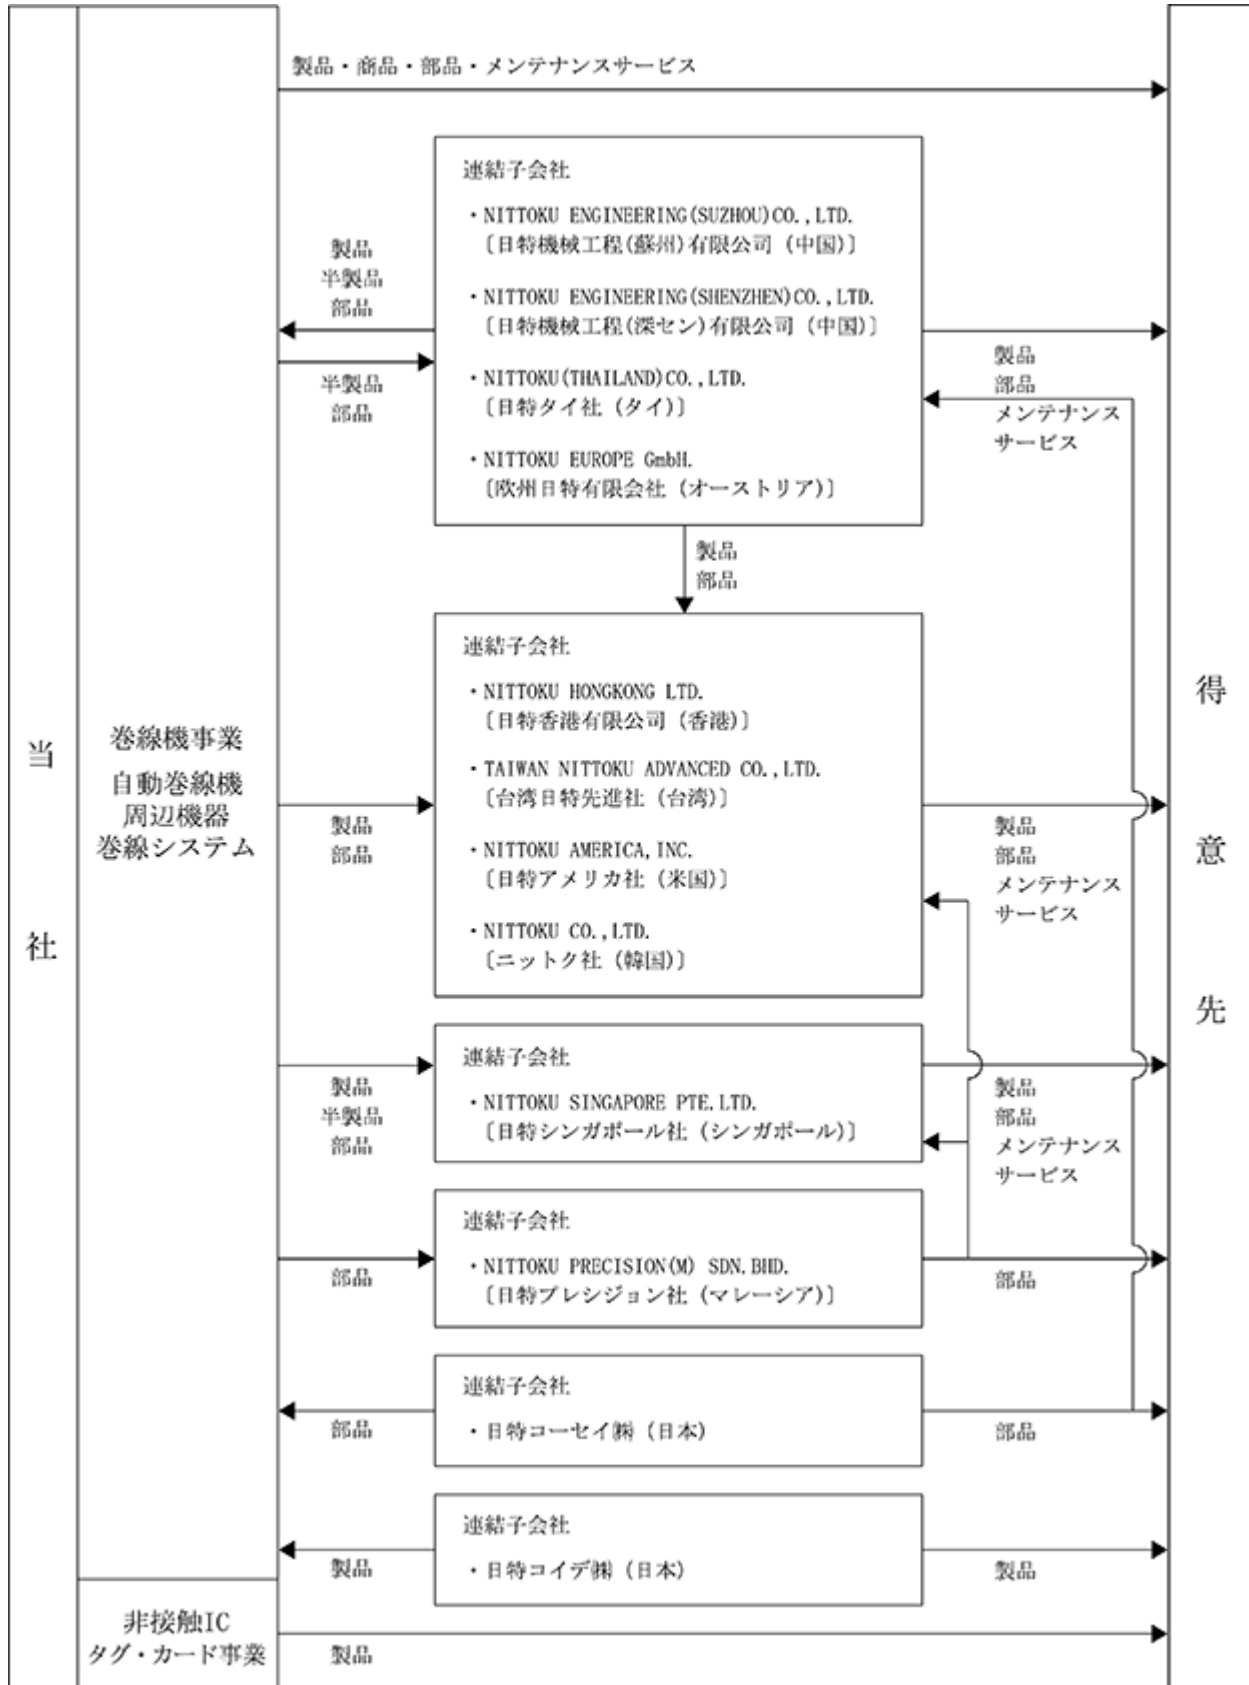 製品・商品・部品・メンテナンスサービス
連結子会社
・NITTOKU ENGINEERING(SUZHOU)CO.,LTD.
〔日特機械工程(蘇州)有限公司（中国）〕
・NITTOKU ENGINEERING(SHENZHEN)CO.,LTD.
〔日特機械工程(深セン)有限公司（中国）〕
・NITTOKU(THAILAND)CO.,LTD.
〔日特タイ社（タイ）〕
・NITTOKU EUROPE GmbH.
〔欧州日特有限会社（オーストリア）〕
製品
半製品
部品
半製品
部品
製品
部品
メンテナンス
サービス
製品
部品
連結子会社
・NITTOKU HONGKONG LTD.
〔日特香港有限公司（香港）〕
・TAIWAN NITTOKU ADVANCED CO.,LTD.
〔台湾日特先進社（台湾）〕
・NITTOKU AMERICA,INC.
〔日特アメリカ社（米国）〕
・NITTOKU CO.,LTD.
〔ニットク社（韓国）〕
当社
巻線機事業
自動巻線機
周辺機器
巻線システム
製品
部品
製品
部品
メンテナンス
サービス
得意先
連結子会社
・NITTOKU SINGAPORE PTE.LTD.
〔日特シンガポール社（シンガポール）〕
製品
半製品
部品
製品
部品
メンテナンス
サービス
連結子会社
・NITTOKU PRECISION(M) SDN.BHD.
〔日特プレシジョン社（マレーシア）〕
部品
部品
連結子会社
・日特コーセイ㈱（日本）
部品
部品
連結子会社
・日特コイデ㈱（日本）
製品
製品
非接触IC
タグ・カード事業
製品